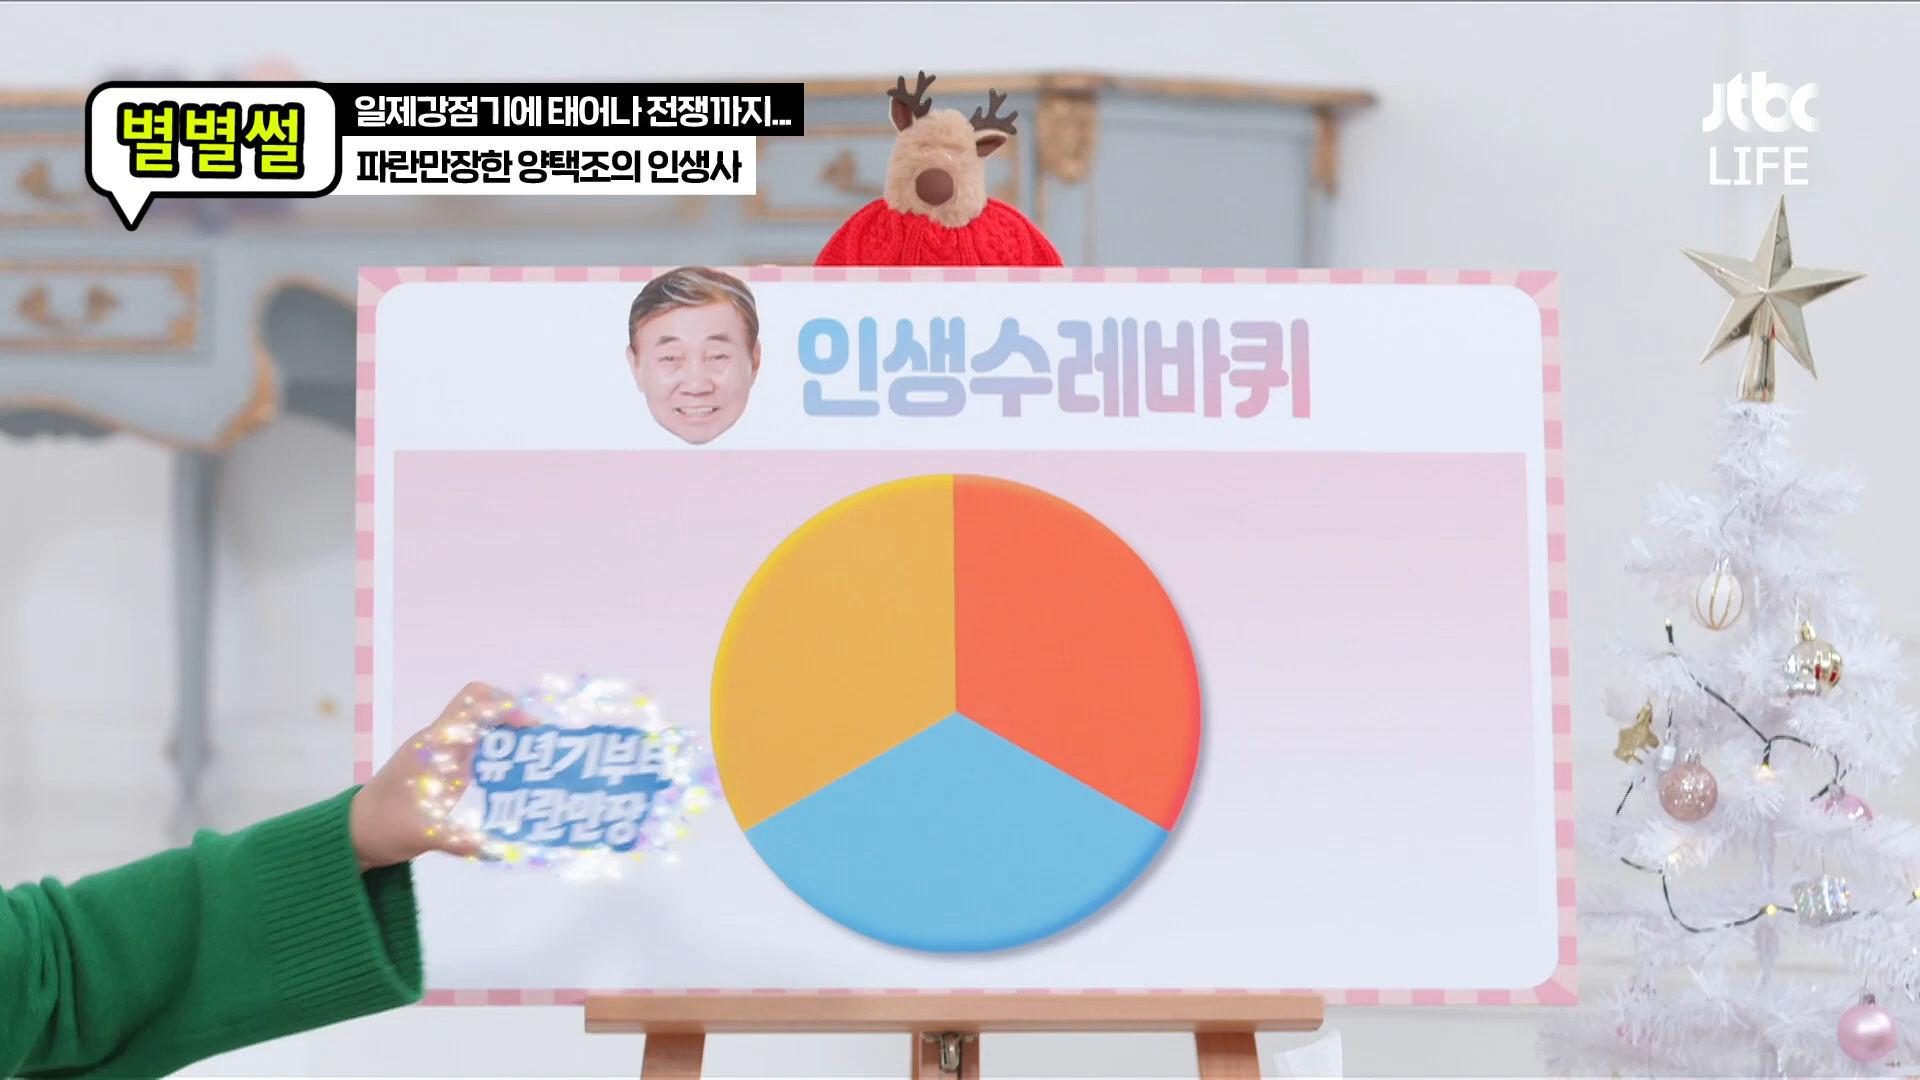 별별썰
일제강점기에 태어나 전쟁까지...
파란만장한 양택조의 인생사
jtbc
LIFE
인생수레바퀴
유년기부터
파란만장